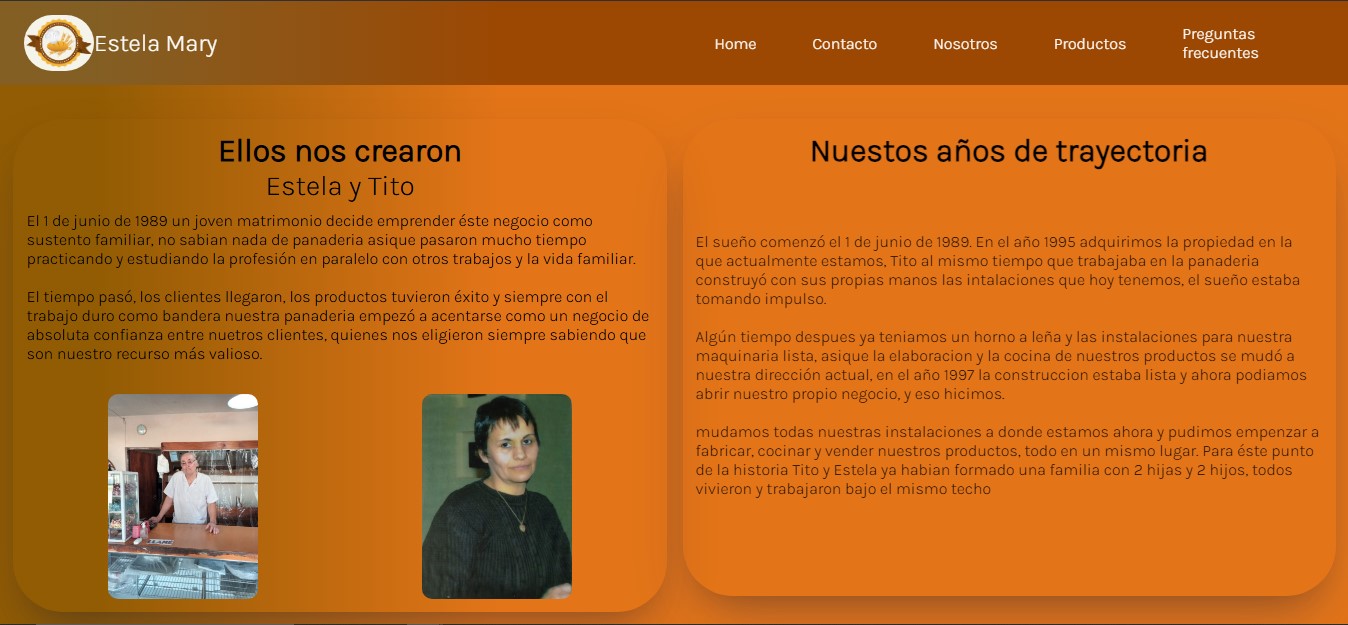 Estela Mary
Home
Contacto
Nosotros
Productos
Preguntas
frecuentes
Ellos nos crearon
Estela y Tito
El 1 de junio de 1989 un joven matrimonio decide emprender éste negocio como
sustento familiar, no sabian nada de panaderia asique pasaron mucho tiempo
practicando y estudiando la profesión en paralelo con otros trabajos y la vida familiar.
El tiempo pasó, los clientes llegaron, los productos tuvieron éxito y siempre con el
trabajo duro como bandera nuestra panaderia empezó a acentarse como un negocio de
absoluta confianza entre nuetros clientes, quienes nos eligieron siempre sabiendo que
son nuestro recurso más valioso.
Nuestos años de trayectoria
El sueño comenzó el 1 de junio de 1989. En el año 1995 adquirimos la propiedad en la
que actualmente estamos, Tito al mismo tiempo que trabajaba en la panaderia
construyó con sus propias manos las intalaciones que hoy tenemos, el sueño estaba
tomando impulso.
Algún tiempo despues ya teniamos un horno a leña y las instalaciones para nuestra
maquinaria lista, asique la elaboracion y la cocina de nuestros productos se mudó a
nuestra dirección actual, en el año 1997 la construccion estaba lista y ahora podiamos
abrir nuestro propio negocio, y eso hicimos.
mudamos todas nuestras instalaciones a donde estamos ahora y pudimos empenzar a
fabricar, cocinar y vender nuestros productos, todo en un mismo lugar. Para éste punto
de la historia Tito y Estela ya habian formado una familia con 2 hijas y 2 hijos, todos
vivieron y trabajaron bajo el mismo techo